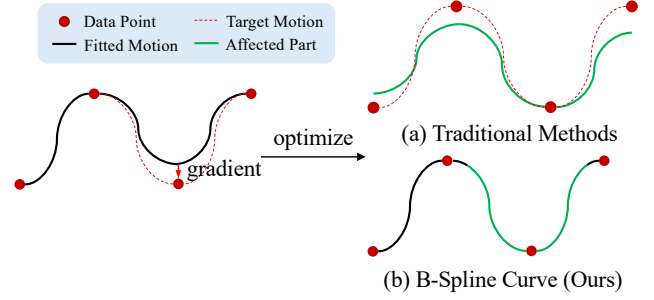 Data Point
Target Motion
Fitted Motion
Affected Part
gradient
optimize
(a) Traditional Methods
(b) B-Spline Curve (Ours)